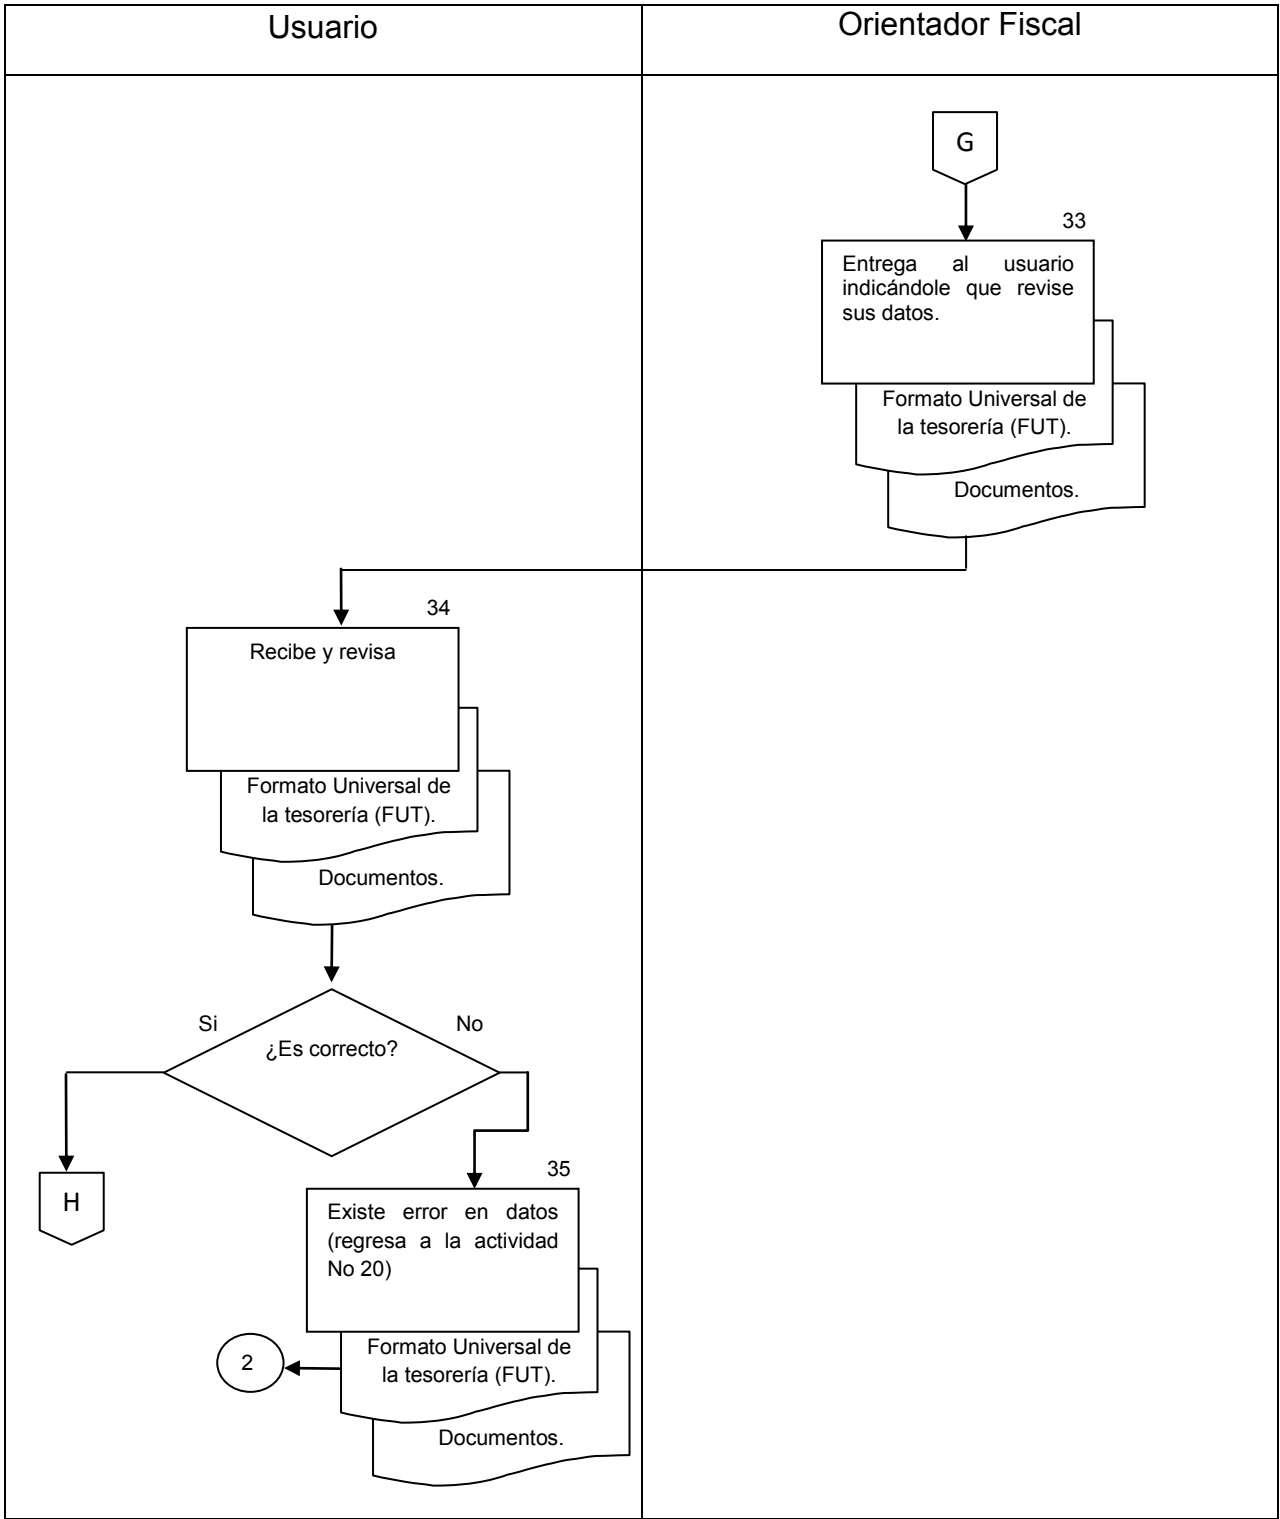 Usuario
Orientador Fiscal
G
33
Entrega al usuario
indicándole que revise
sus datos.
Formato Universal de
la tesorería (FUT).
Documentos.
34
Recibe y revisa
Formato Universal de
la tesorería (FUT).
Documentos.
Si
No
¿Es correcto?
H
35
Existe error en datos
(regresa a la actividad
No 20)
2
Formato Universal de
la tesorería (FUT).
Documentos.